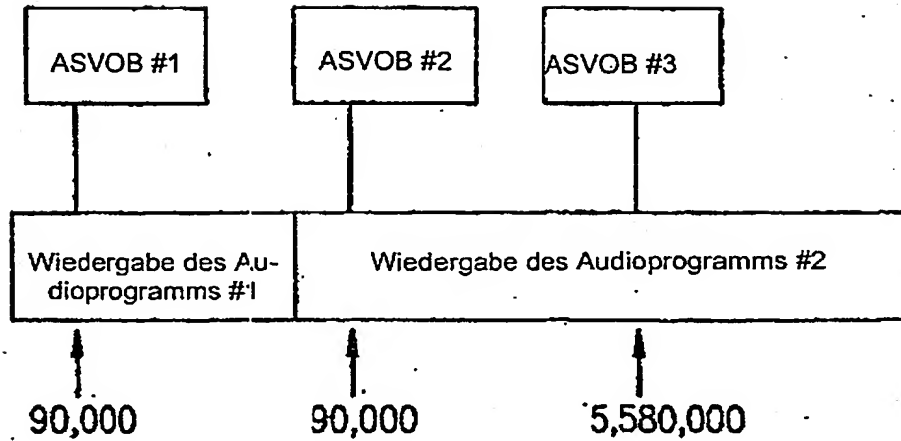 ASVOB #1
ASVOB #2
ASVOB #3
Wiedergabe des Au-
dioprogramms #1
Wiedergabe des Audioprogramms #2
90,000
90,000
5,580,000